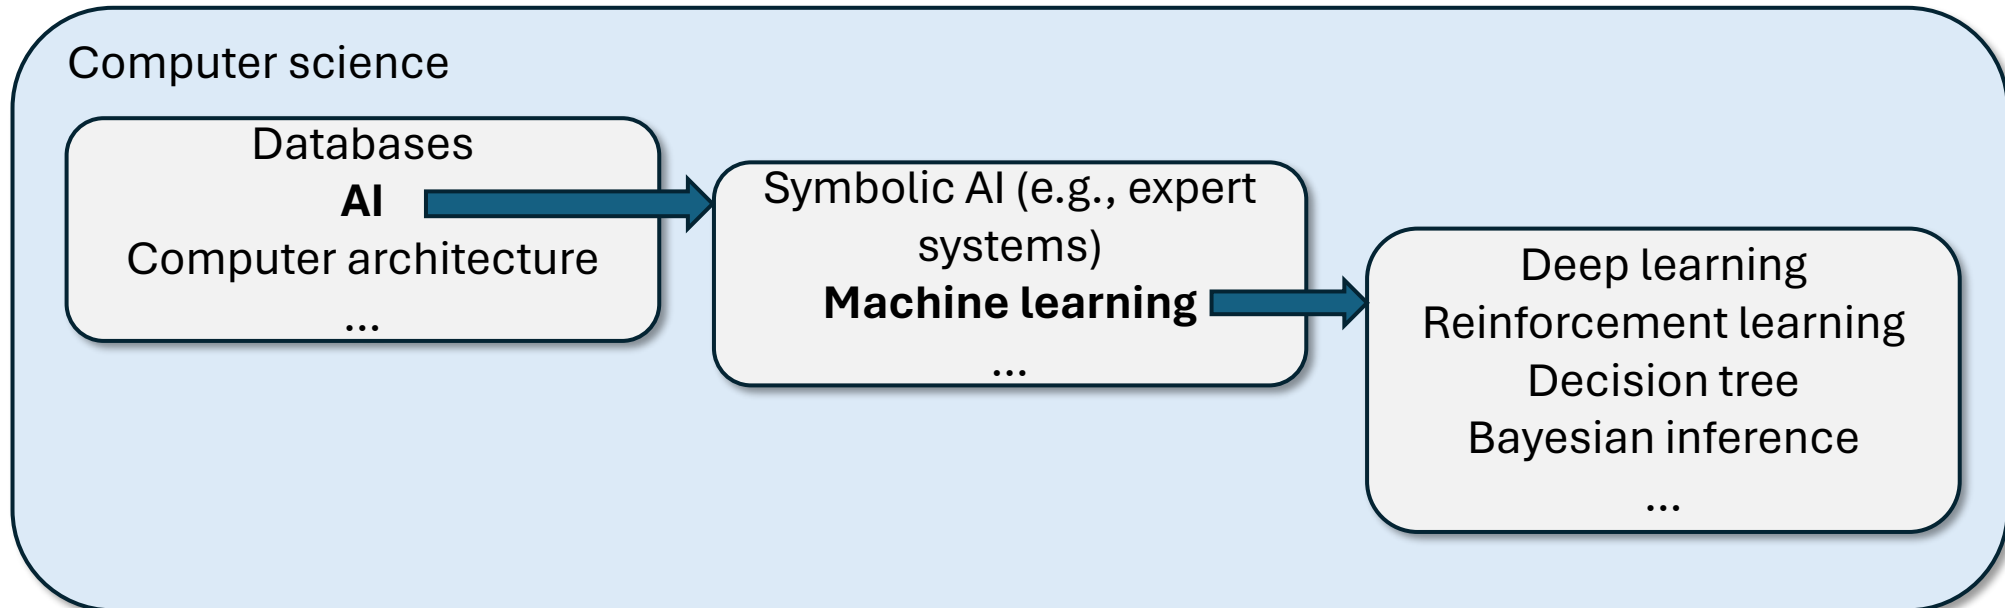 Computer science
Databases
AI
Computer architecture
...
Symbolic AI (e.g., expert
systems)
Machine learning
...
Deep learning
Reinforcement learning
Decision tree
Bayesian inference
...